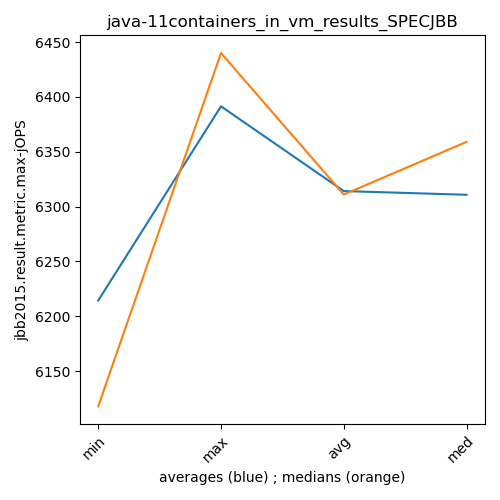 java-11containers_in_vm_results_SPECJBB
6450
6400
6350
6300
6250
6200
6150
jbb2015.result.metric.max-jOPS
min
max
avg
med
averages (blue) ; medians (orange)